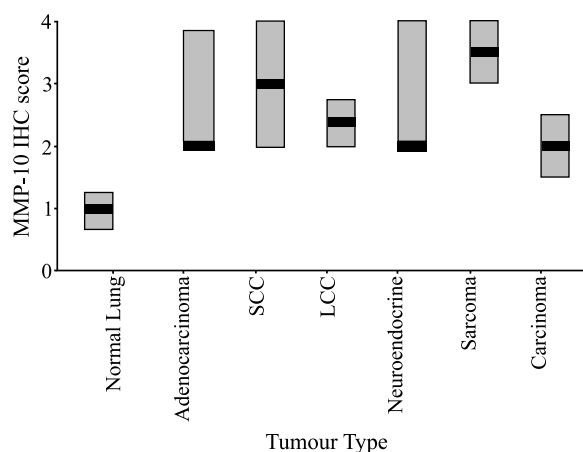 4
3
2
1
0
MMP-10 IHC score
Normal Lung
Adenocarcinoma
SCC
LCC
Neuroendocrine
Sarcoma
Carcinoma
Tumour Type